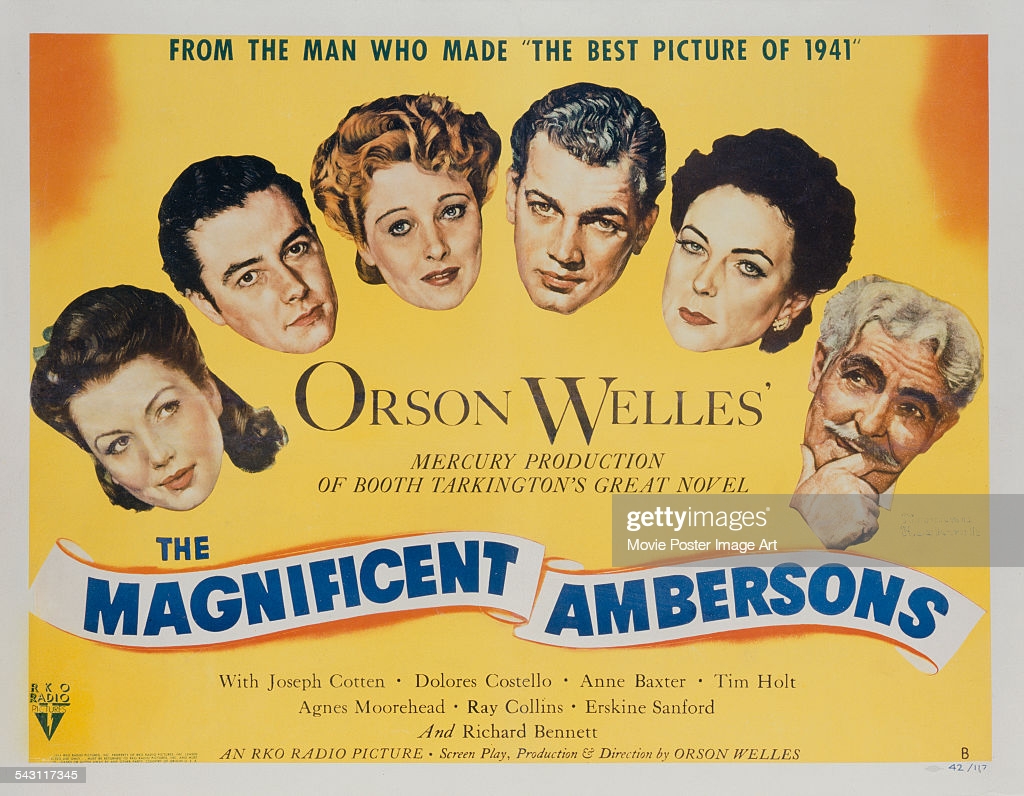 FROM THE MAN WHO MADE "THE BEST PICTURE OF 1941"
ORSON WELLES'
MERCURY PRODUCTION
OF BOOTH TARKINGTON'S GREAT NOVEL
gettyimages®
Movie Poster Image Art
THE
MAGNIFICENT AMBERSONS
RKO
RADIO
PICTURES
With Joseph Cotten • Dolores Costello • Anne Baxter • Tim Holt
Agnes Moorehead • Ray Collins • Erskine Sanford
And Richard Bennett
AN RKO RADIO PICTURE • Screen Play, Production & Direction by ORSON WELLES
B
42/117
543117345